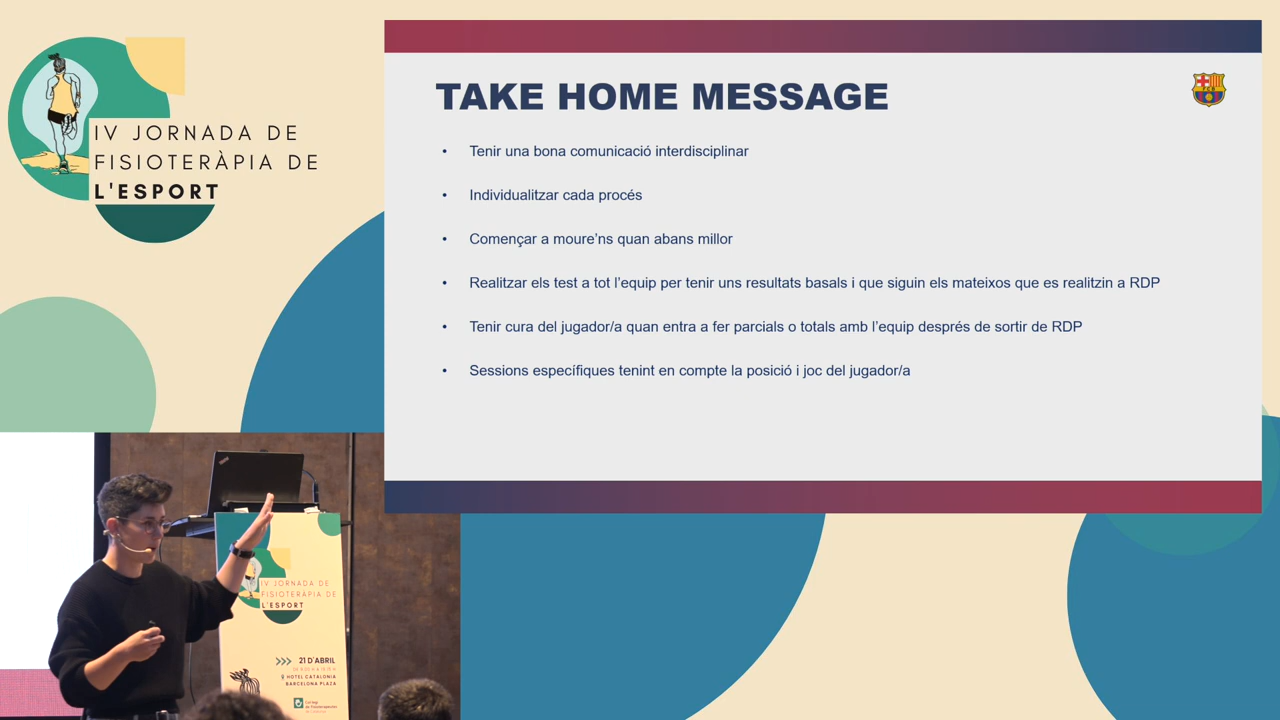 IV JORNADA DE
FISIOTERÀPIA DE
L'ESPORT
TAKE HOME MESSAGE
• Tenir una bona comunicació interdisciplinar
• Individualitzar cada procés
• Començar a moure’ns quan abans millor
• Realitzar els test a tot l’equip per tenir uns resultats basals i que siguin els mateixos que es realitzin a RDP
• Tenir cura del jugador/a quan entra a fer parcials o totals amb l’equip després de sortir de RDP
• Sessions específiques tenint en compte la posició i joc del jugador/a
FCB
IV JORNADA DE
FISIOTERÀPIA DE
L'ESPORT
>>> 21 D'ABRIL
HOTEL CATALONIA
BARCELONA PLAZA